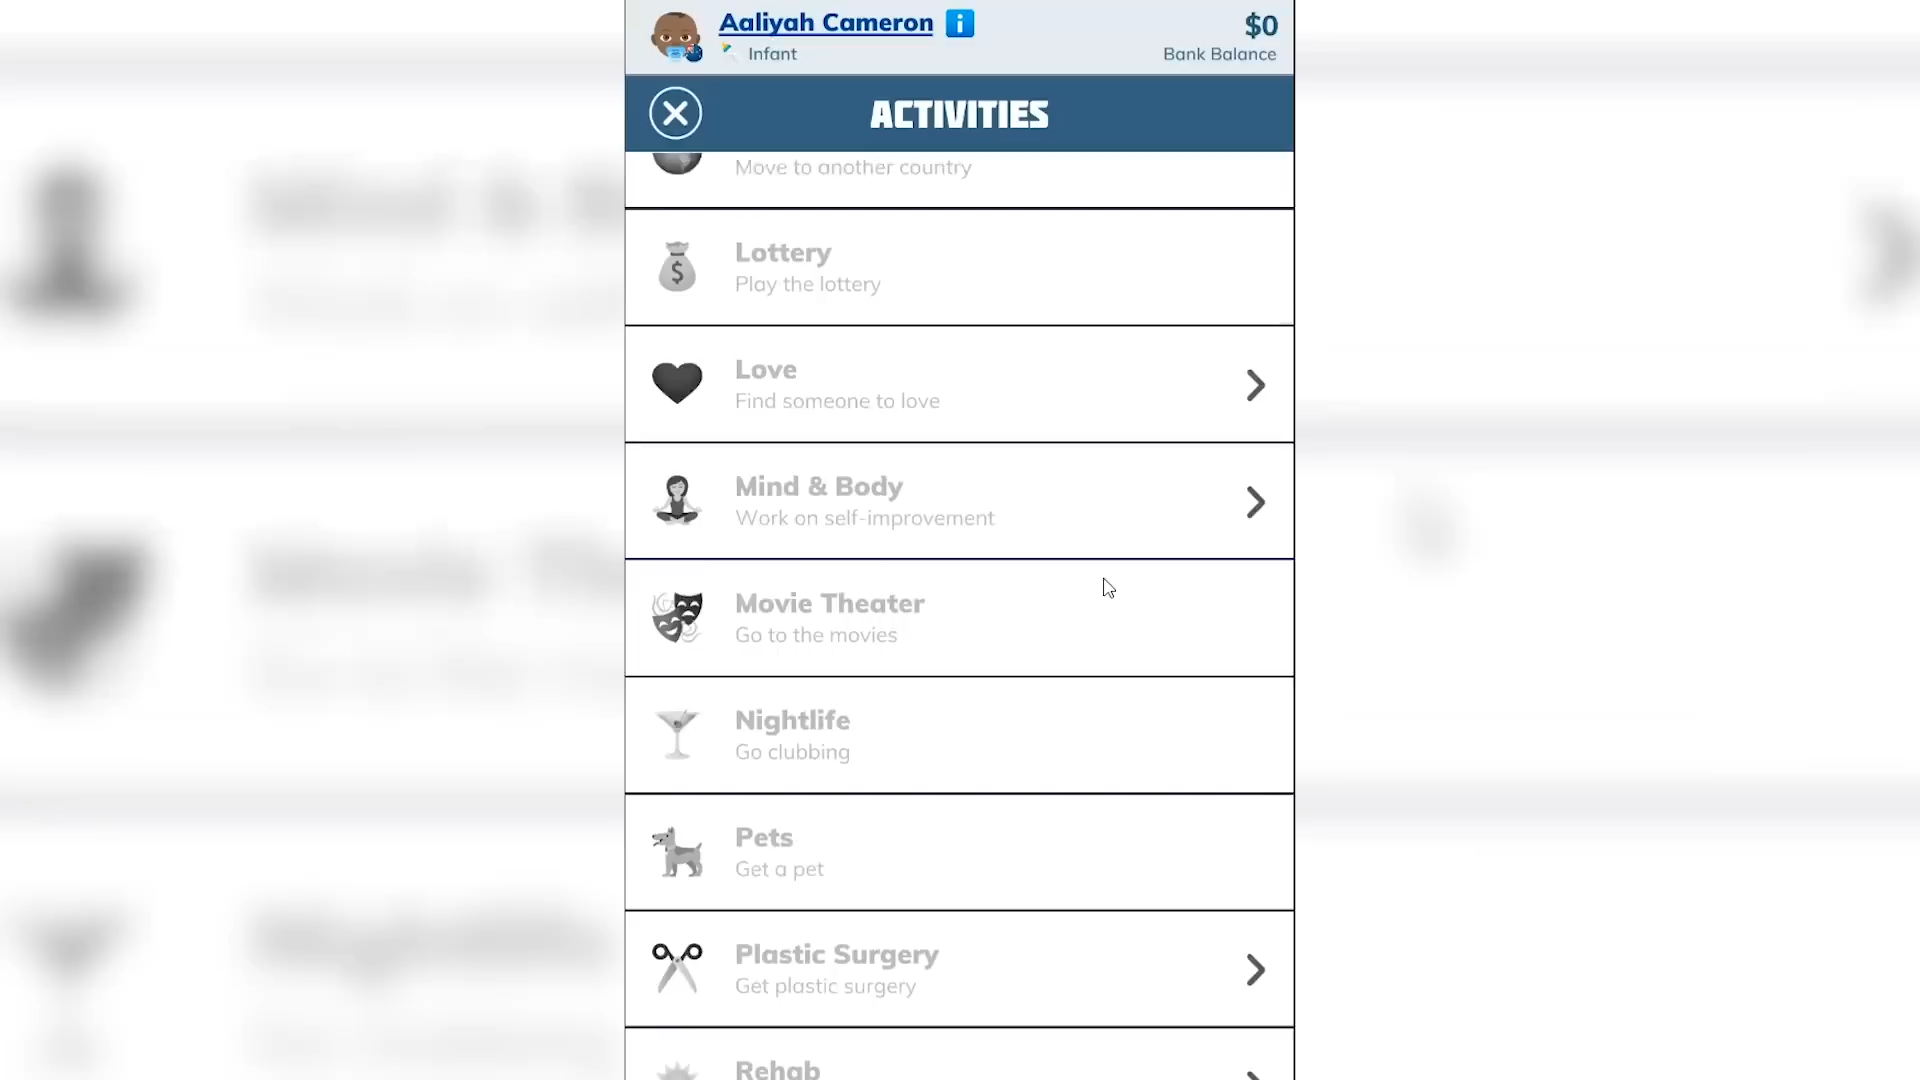 Aaliyah Cameron
$0
Infant
Bank Balance
ACTIVITIES
Move to another country
Lottery
Play the lottery
Love
Find someone to love
Mind & Body
Work on self-improvement
Movie Theater
Go to the movies
Nightlife
Go clubbing
Pets
Get a pet
Plastic Surgery
Get plastic surgery
Rehab